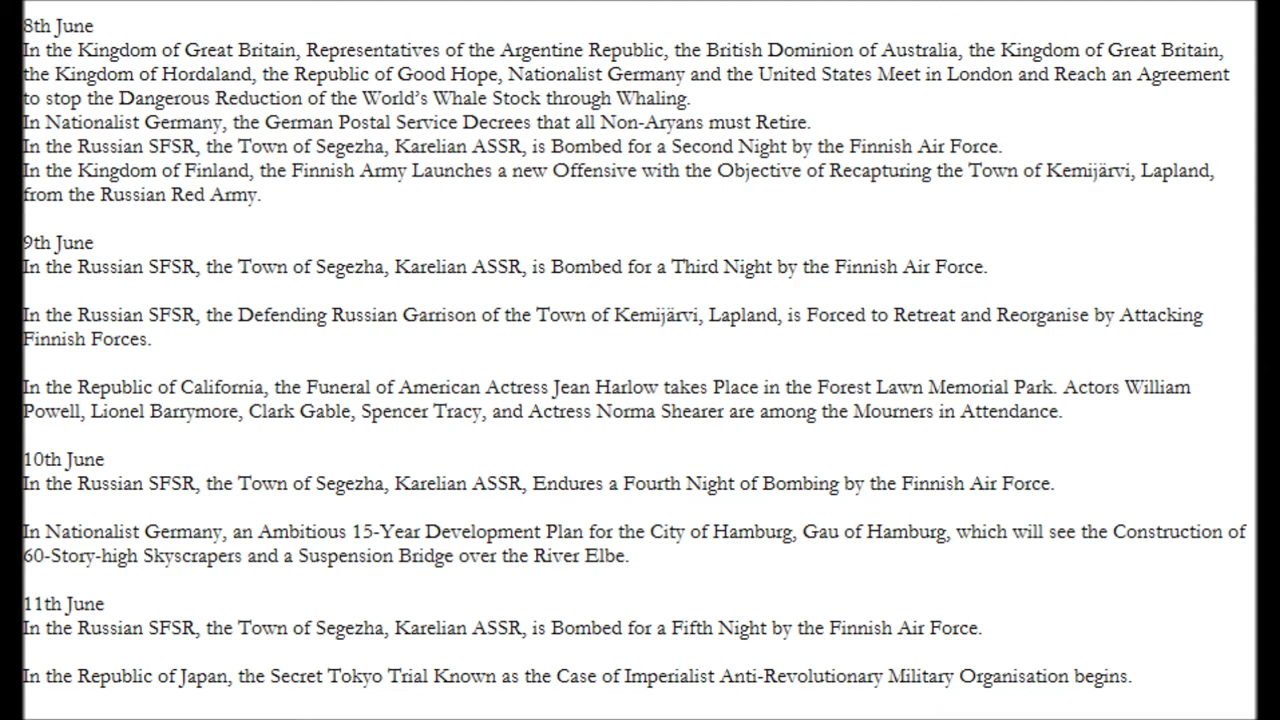 8th June
In the Kingdom of Great Britain, Representatives of the Argentine Republic, the British Dominion of Australia, the Kingdom of Great Britain,
the Kingdom of Hordaland, the Republic of Good Hope, Nationalist Germany and the United States Meet in London and Reach an Agreement
to stop the Dangerous Reduction of the World’s Whale Stock through Whaling.
In Nationalist Germany, the German Postal Service Decrees that all Non-Aryans must Retire.
In the Russian SFSR, the Town of Segezha, Karelian ASSR, is Bombed for a Second Night by the Finnish Air Force.
In the Kingdom of Finland, the Finnish Army Launches a new Offensive with the Objective of Recapturing the Town of Kemijärvi, Lapland,
from the Russian Red Army.
9th June
In the Russian SFSR, the Town of Segezha, Karelian ASSR, is Bombed for a Third Night by the Finnish Air Force.
In the Russian SFSR, the Defending Russian Garrison of the Town of Kemijärvi, Lapland, is Forced to Retreat and Reorganise by Attacking
Finnish Forces.
In the Republic of California, the Funeral of American Actress Jean Harlow takes Place in the Forest Lawn Memorial Park. Actors William
Powell, Lionel Barrymore, Clark Gable, Spencer Tracy, and Actress Norma Shearer are among the Mourners in Attendance.
10th June
In the Russian SFSR, the Town of Segezha, Karelian ASSR, Endures a Fourth Night of Bombing by the Finnish Air Force.
In Nationalist Germany, an Ambitious 15-Year Development Plan for the City of Hamburg, Gau of Hamburg, which will see the Construction of
60-Story-high Skyscrapers and a Suspension Bridge over the River Elbe.
11th June
In the Russian SFSR, the Town of Segezha, Karelian ASSR, is Bombed for a Fifth Night by the Finnish Air Force.
In the Republic of Japan, the Secret Tokyo Trial Known as the Case of Imperialist Anti-Revolutionary Military Organisation begins.